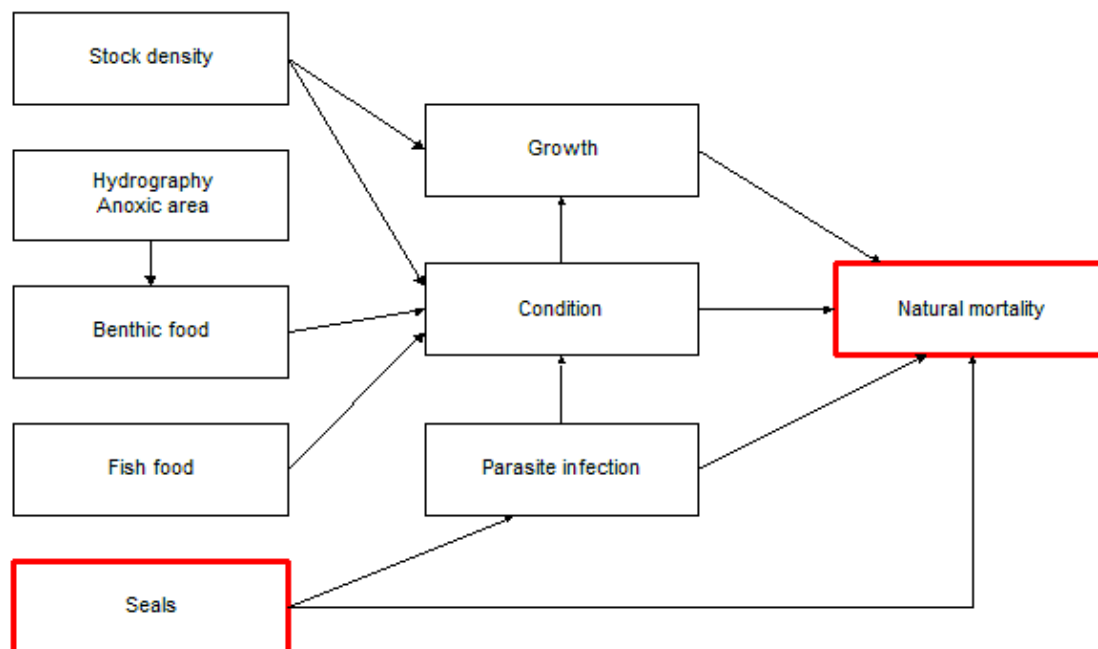 Stock density
Hydrography
Anoxic area
Benthic food
Fish food
Seals
Growth
Condition
Parasite infection
Natural mortality